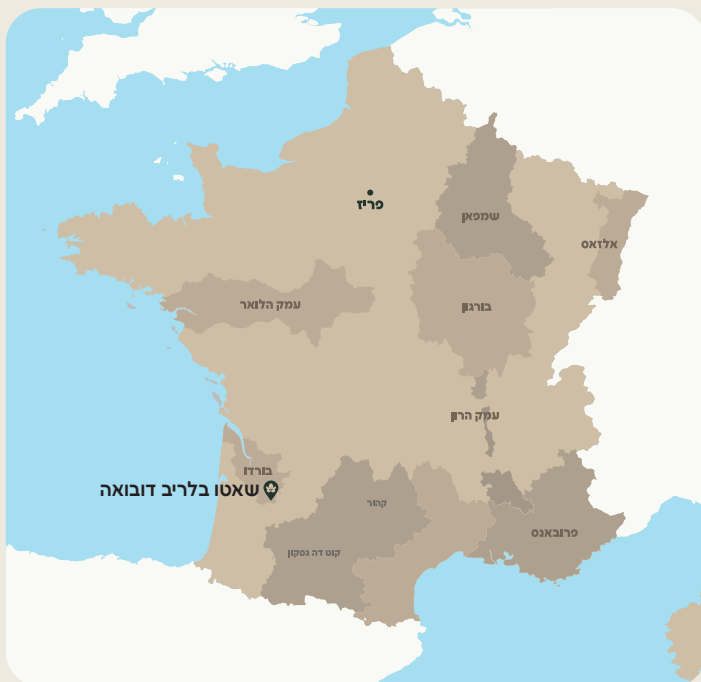 פריז
שמפאן
אלזאס
עמק הלואר
בורגון
עמק הרון
בורדו
שאטו בלריב דובואה
קהור
פרובאנס
קוט דה גסקון